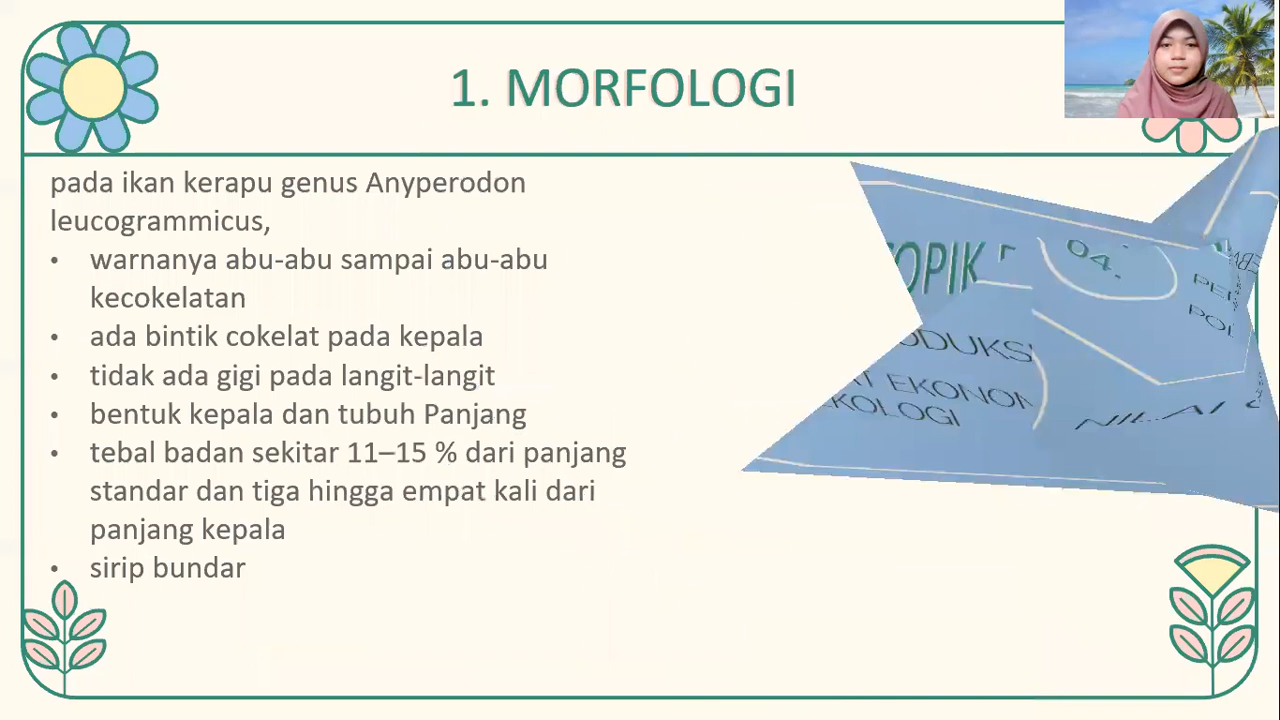 1. MORFOLOGI
pada ikan kerapu genus Anyperodon
leucogrammicus,
• warnanya abu-abu sampai abu-abu
kecokelatan
• ada bintik cokelat pada kepala
• tidak ada gigi pada langit-langit
• bentuk kepala dan tubuh Panjang
• tebal badan sekitar 11–15 % dari panjang
standar dan tiga hingga empat kali dari
panjang kepala
• sirip bundar
04.